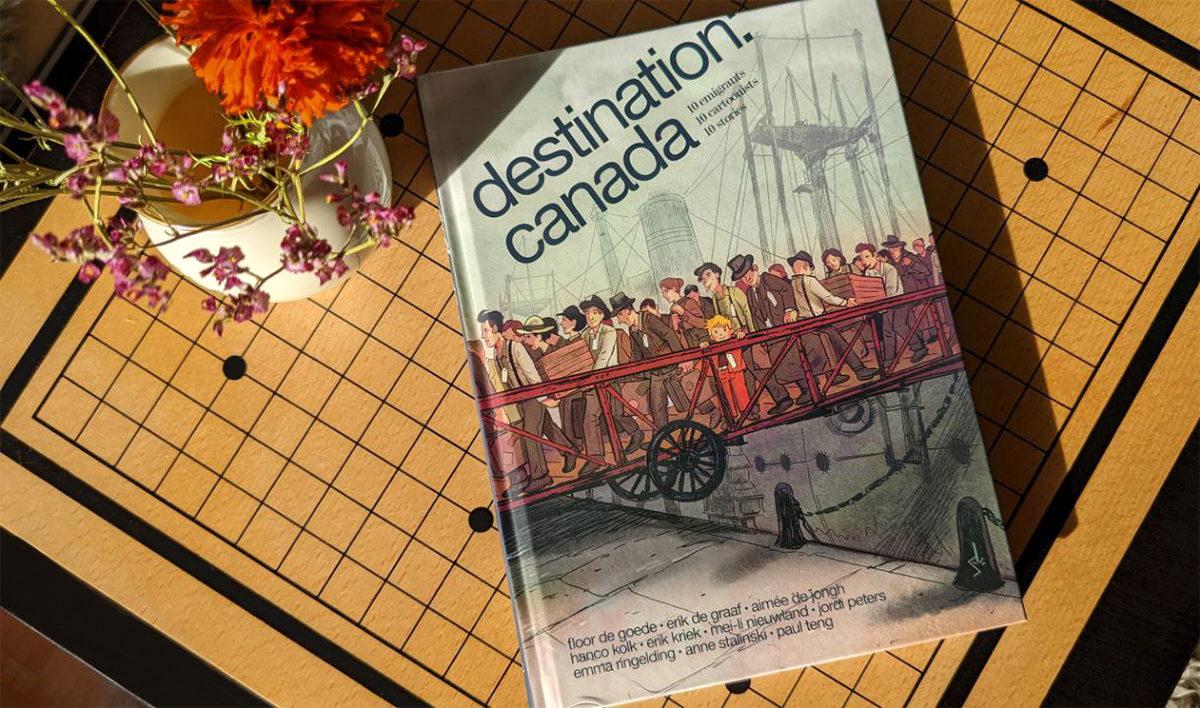 destination:
canada
10 emigrants
10 cartoonists
10 stories
floor de goede • erik de graaf • aimée de jongh
hanco kolk • erik kriek • mei-li nieuwland • jordi peters
emma ringelding • anne stalinski • paul teng